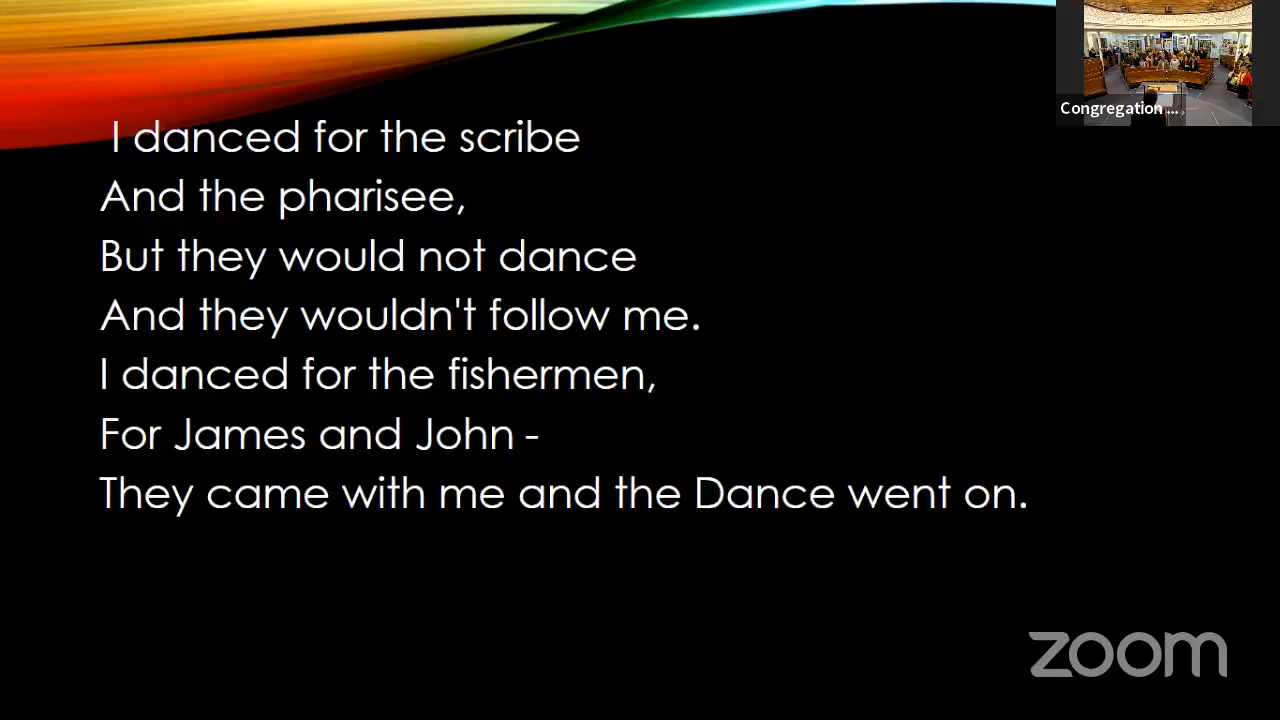 Congregation ...
I danced for the scribe
And the pharisee,
But they would not dance
And they wouldn't follow me.
I danced for the fishermen,
For James and John -
They came with me and the Dance went on.
zoom